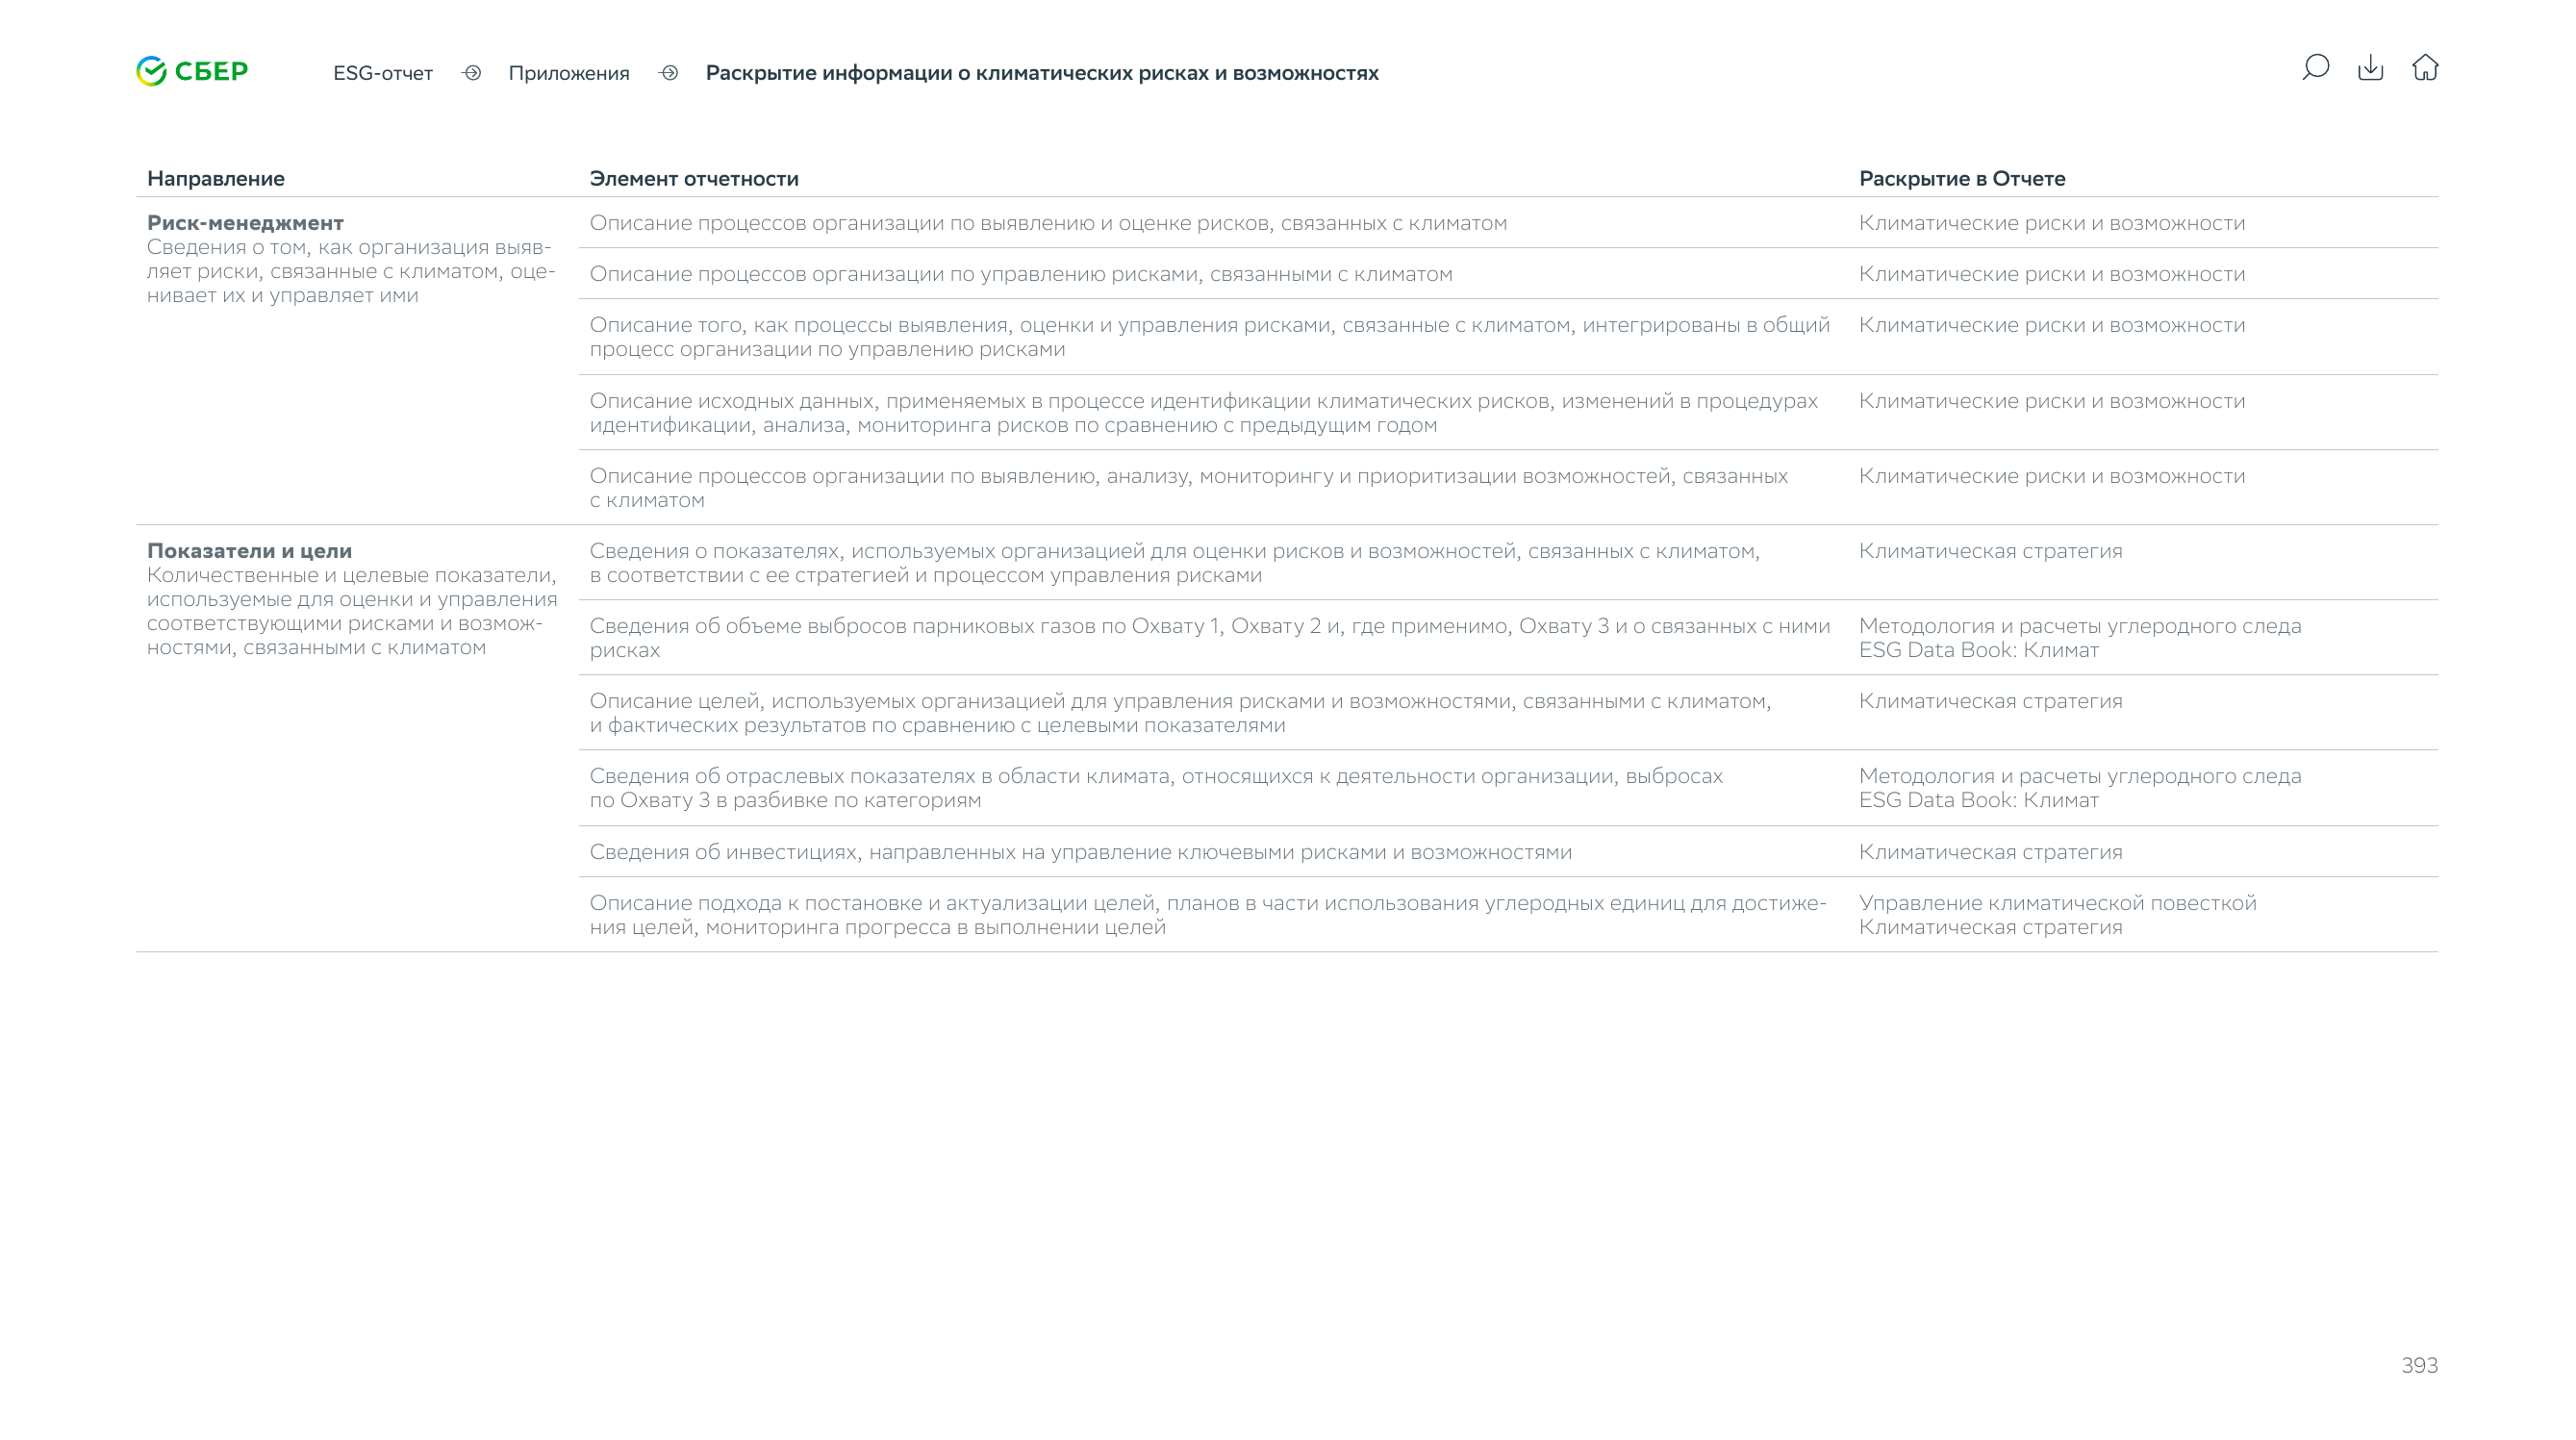 СБЕР
ESG-отчет
Приложения
Раскрытие информации о климатических рисках и возможностях
Направление
Элемент отчетности
Раскрытие в Отчете
Риск-менеджмент
Сведения о том, как организация выяв-
ляет риски, связанные с климатом, оце-
нивает их и управляет ими
Описание процессов организации по выявлению и оценке рисков, связанных с климатом
Климатические риски и возможности
Описание процессов организации по управлению рисками, связанными с климатом
Климатические риски и возможности
Описание того, как процессы выявления, оценки и управления рисками, связанные с климатом, интегрированы в общий
процесс организации по управлению рисками
Климатические риски и возможности
Описание исходных данных, применяемых в процессе идентификации климатических рисков, изменений в процедурах
идентификации, анализа, мониторинга рисков по сравнению с предыдущим годом
Климатические риски и возможности
Описание процессов организации по выявлению, анализу, мониторингу и приоритизации возможностей, связанных
с климатом
Климатические риски и возможности
Показатели и цели
Количественные и целевые показатели,
используемые для оценки и управления
соответствующими рисками и возмож-
ностями, связанными с климатом
Сведения о показателях, используемых организацией для оценки рисков и возможностей, связанных с климатом,
в соответствии с ее стратегией и процессом управления рисками
Климатическая стратегия
Сведения об объеме выбросов парниковых газов по Охвату 1, Охвату 2 и, где применимо, Охвату 3 и о связанных с ними
рисках
Методология и расчеты углеродного следа
ESG Data Book: Климат
Описание целей, используемых организацией для управления рисками и возможностями, связанными с климатом,
и фактических результатов по сравнению с целевыми показателями
Климатическая стратегия
Сведения об отраслевых показателях в области климата, относящихся к деятельности организации, выбросах
по Охвату 3 в разбивке по категориям
Методология и расчеты углеродного следа
ESG Data Book: Климат
Сведения об инвестициях, направленных на управление ключевыми рисками и возможностями
Климатическая стратегия
Описание подхода к постановке и актуализации целей, планов в части использования углеродных единиц для достиже-
ния целей, мониторинга прогресса в выполнении целей
Управление климатической повесткой
Климатическая стратегия
393